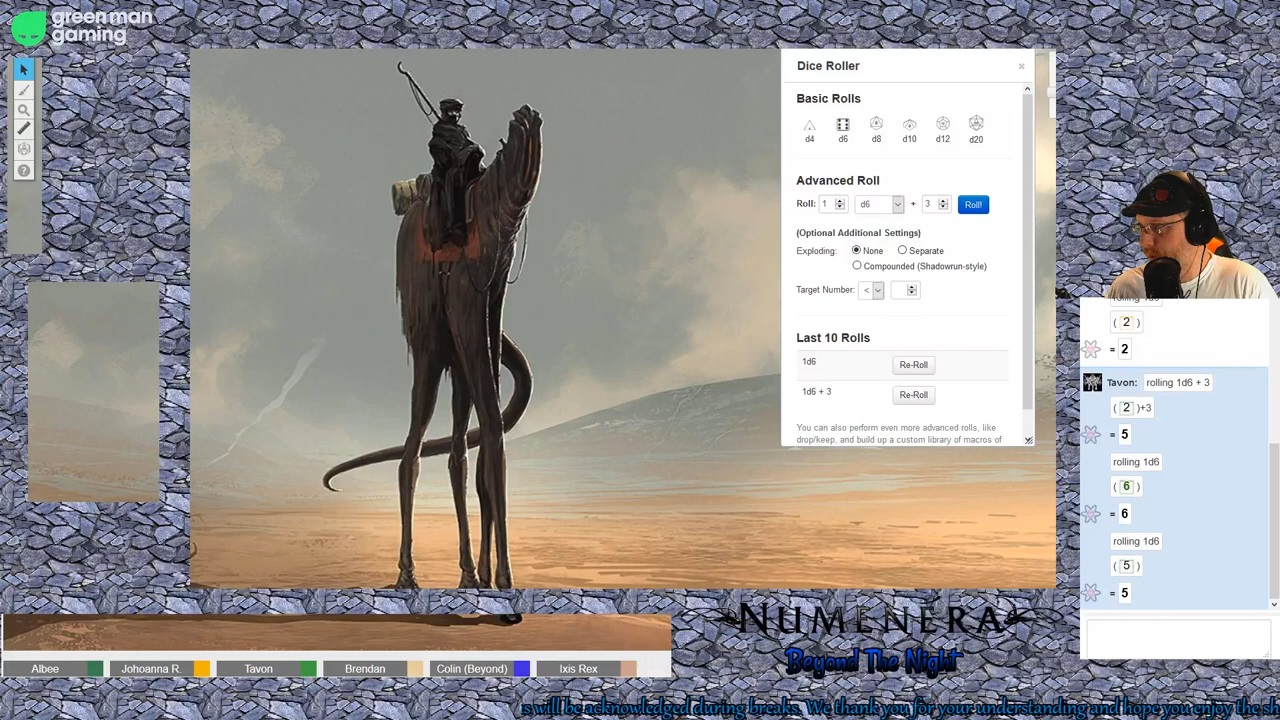 greenman
gaming
Dice Roller ×
Basic Rolls
d4 d6 d8 d10 d12 d20
Advanced Roll
Roll: 1 d6 + 3 Roll!
(Optional Additional Settings)
Exploding: None Separate
Compounded (Shadowrun-style)
Target Number: <
Last 10 Rolls
1d6 Re-Roll
1d6 + 3 Re-Roll
You can also perform even more advanced rolls, like
drop/keep, and build up a custom library of macros of
rolling 1d6
( 2 )
= 2
Tavon: rolling 1d6 + 3
( 2 )+3
= 5
rolling 1d6
( 6 )
= 6
rolling 1d6
( 5 )
= 5
NUMENERA
Beyond The Night
Albee Johoanna R. Tavon Brendan Colin (Beyond) Ixis Rex
s will be acknowledged during breaks. We thank you for your understanding and hope you enjoy the sh